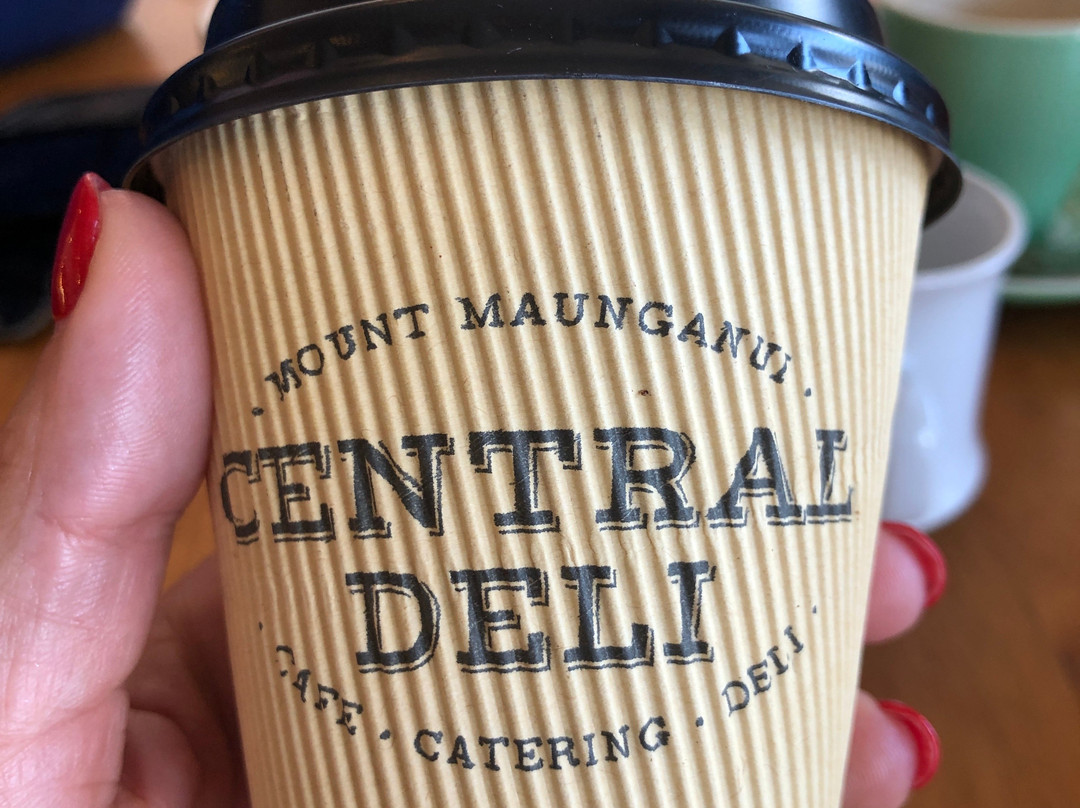 · MOUNT MAUNGANUI ·
CENTRAL
DELI
· CAFE · CATERING · DELI ·